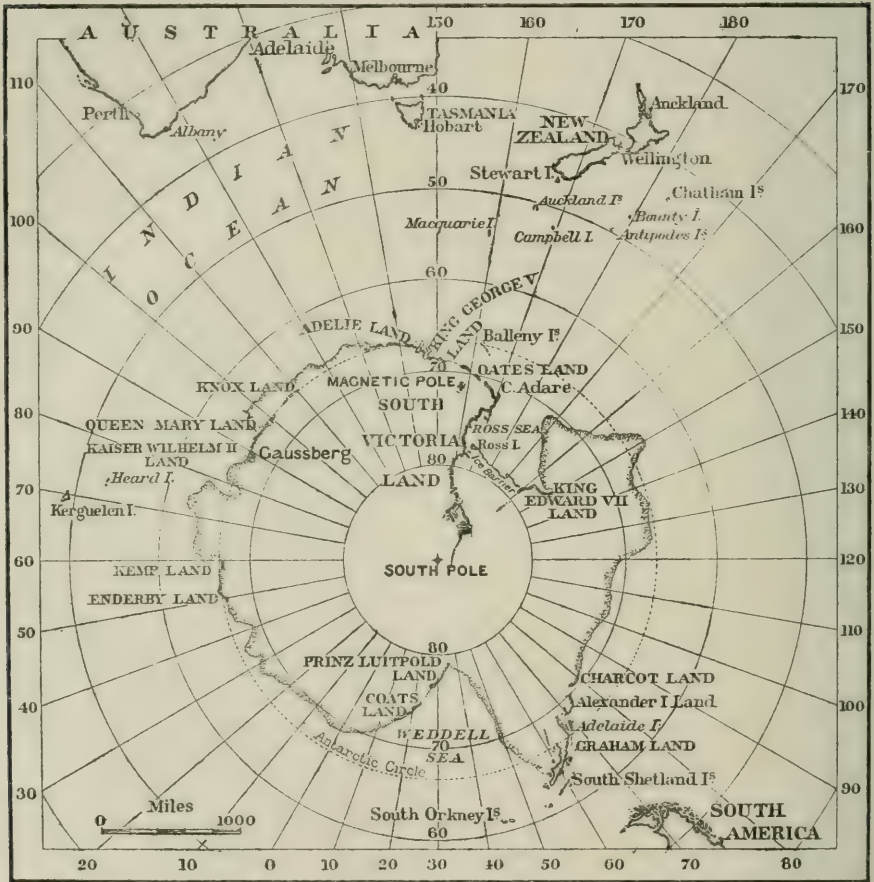 150 160 170 180
AUSTRALIA
Adelaide
Melbourne
110
40
170
Perth
Albany
TASMANIA
Hobart
NEW
ZEALAND
Auckland
Wellington
INDIAN
OCEAN
Stewart I.
50
Auckland Is
Chatham Is
Bounty I.
Antipodes Is
100
Macquarie I.
Campbell I.
160
60
KING GEORGE V
LAND
ADELIE LAND
Balleny Is
90
150
70
OATES LAND
KNOX LAND
MAGNETIC POLE
C. Adare
80
SOUTH
140
QUEEN MARY LAND
ROSS SEA
KAISER WILHELM II
LAND
Gaussberg
VICTORIA
Ross I.
Heard I.
80
Ice Barrier
70
LAND
KING
EDWARD VII
LAND
130
Kerguelen I.
60
120
KEMP LAND
SOUTH POLE
ENDERBY LAND
50
110
80
PRINZ LUITPOLD
LAND
CHARCOT LAND
40
COATS
LAND
Alexander I Land
100
WEDDELL
SEA
Adelaide I.
70
GRAHAM LAND
Antarctic Circle
South Shetland Is
30
Miles
0 1000
South Orkney Is
60
SOUTH
AMERICA
90
20 10 0 10 20 30 40 50 60 70 80